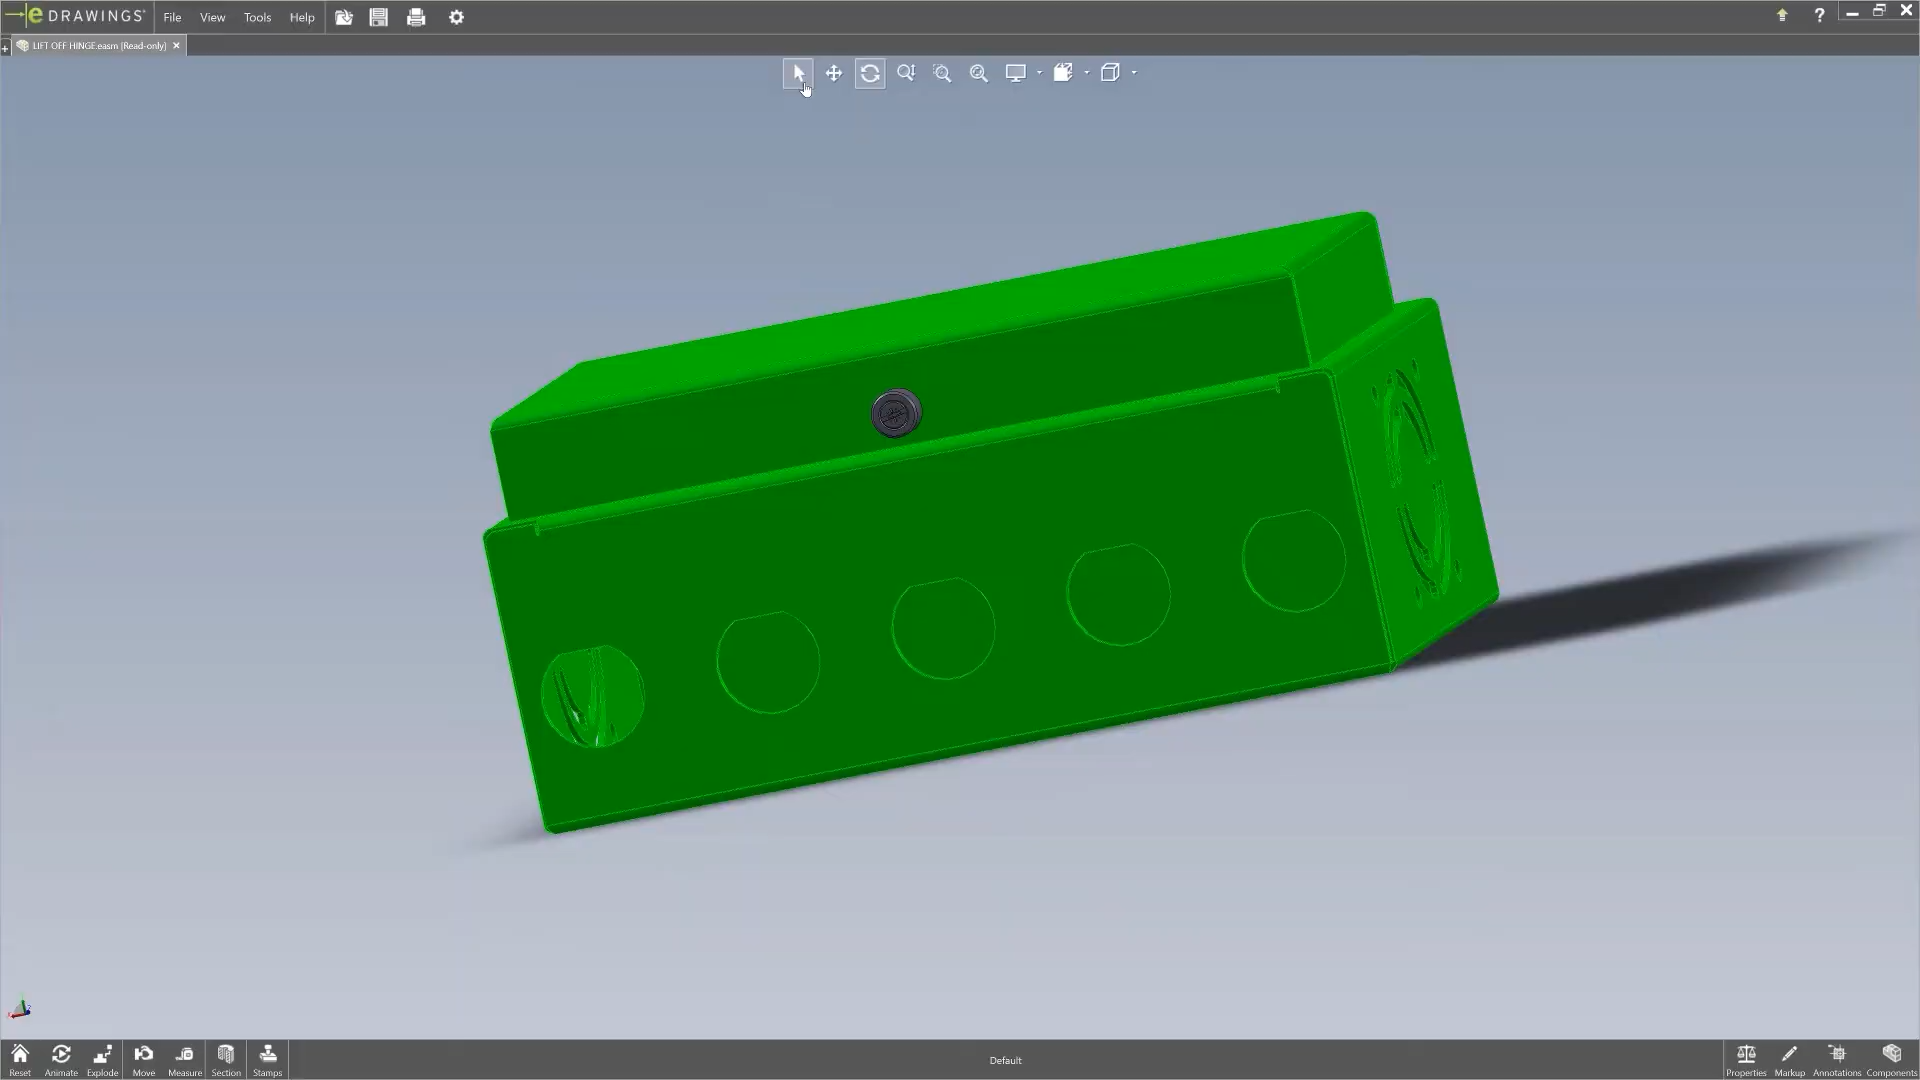 eDRAWINGS® File View Tools Help ?
LIFT OFF HINGE.easm [Read-only]
Reset Animate Explode Move Measure Section Stamps Default Properties Markup Annotations Components